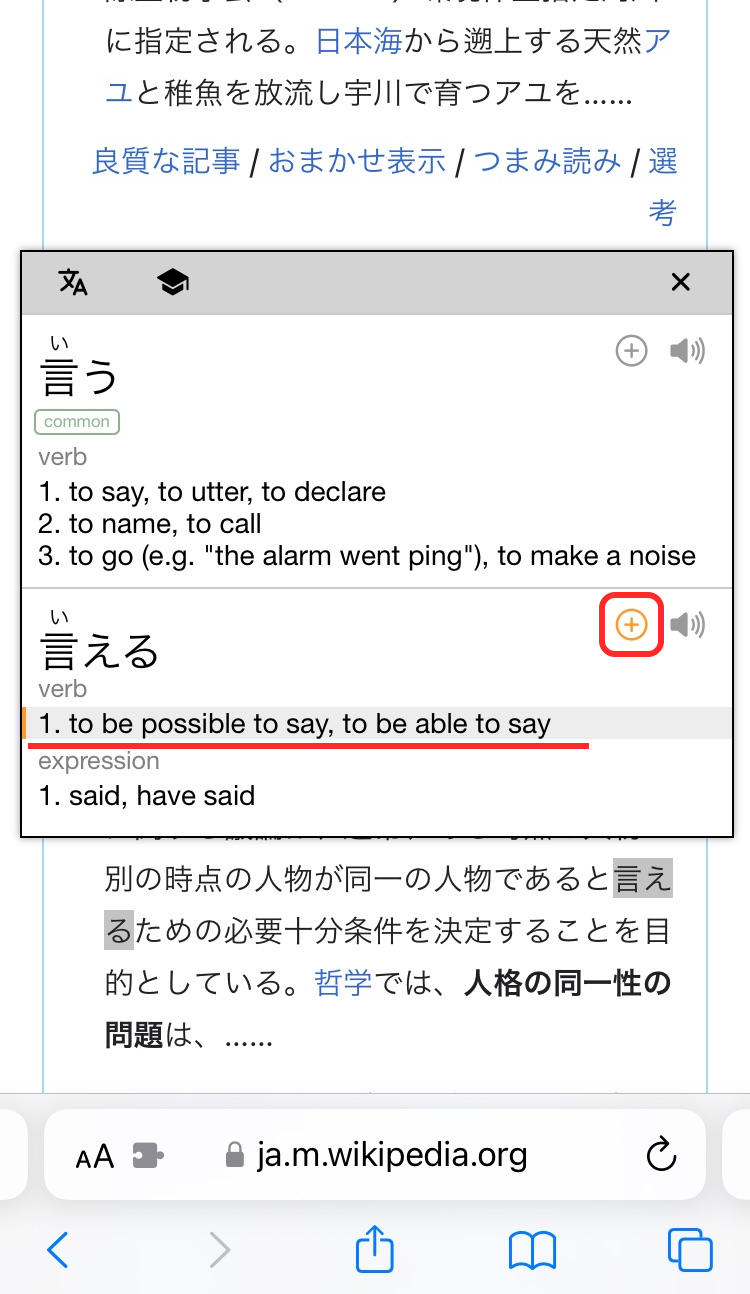 に指定される。日本海から遡上する天然ア
ユと稚魚を放流し宇川で育つアユを……
良質な記事 / おまかせ表示 / つまみ読み / 選
考
い
言う
common
verb
1. to say, to utter, to declare
2. to name, to call
3. to go (e.g. "the alarm went ping"), to make a noise
い
言える
verb
1. to be possible to say, to be able to say
expression
1. said, have said
別の時点の人物が同一の人物であると言え
るための必要十分条件を決定することを目
的としている。哲学では、人格の同一性の
問題は、……
AA ja.m.wikipedia.org